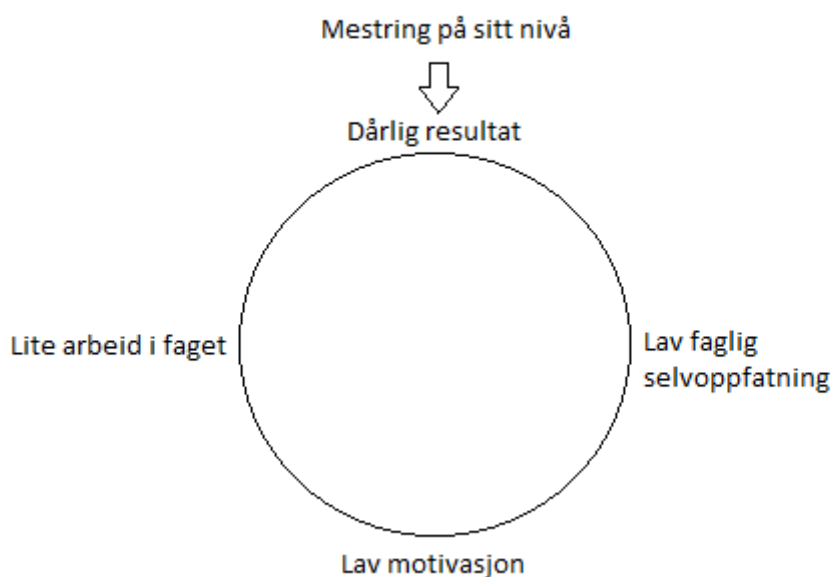 Mestring på sitt nivå
Dårlig resultat
Lite arbeid i faget
Lav faglig
selvoppfatning
Lav motivasjon